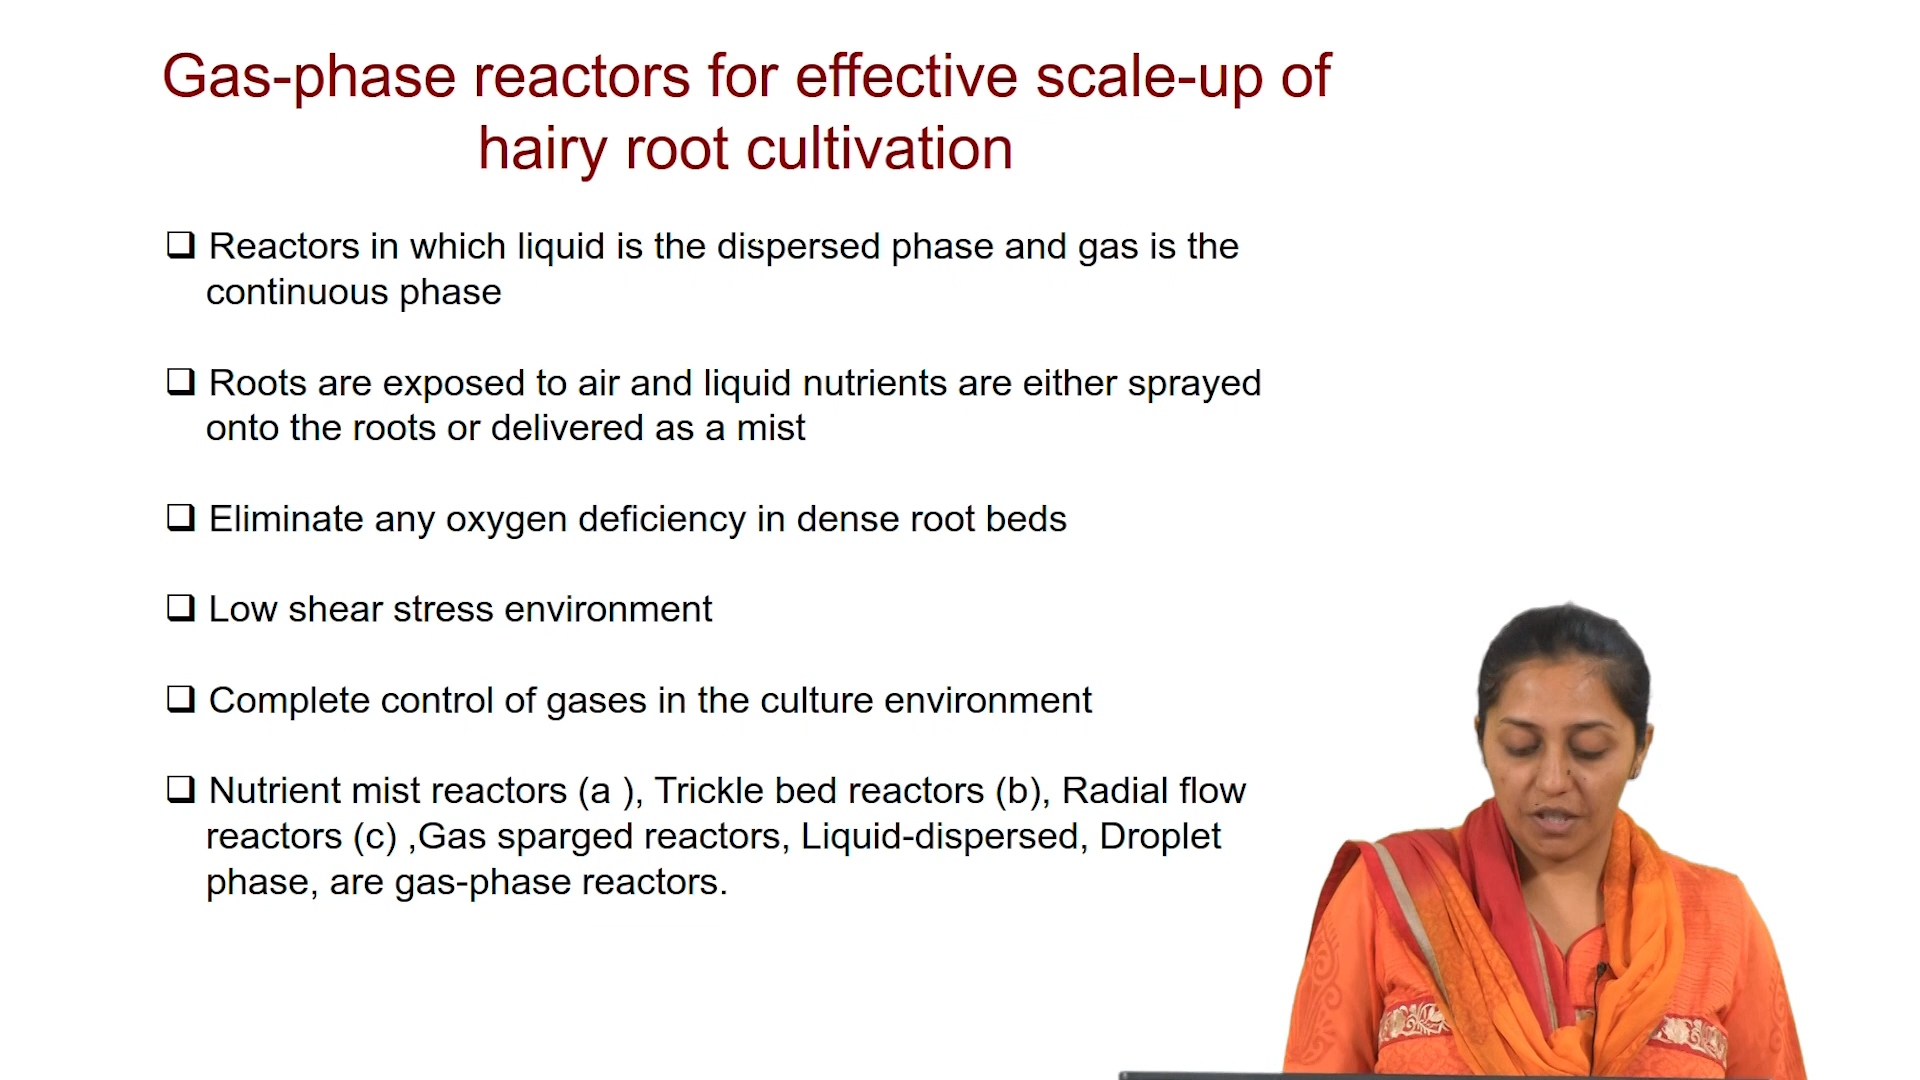 Gas-phase reactors for effective scale-up of
hairy root cultivation
❑ Reactors in which liquid is the dispersed phase and gas is the
continuous phase
❑ Roots are exposed to air and liquid nutrients are either sprayed
onto the roots or delivered as a mist
❑ Eliminate any oxygen deficiency in dense root beds
❑ Low shear stress environment
❑ Complete control of gases in the culture environment
❑ Nutrient mist reactors (a ), Trickle bed reactors (b), Radial flow
reactors (c) ,Gas sparged reactors, Liquid-dispersed, Droplet
phase, are gas-phase reactors.